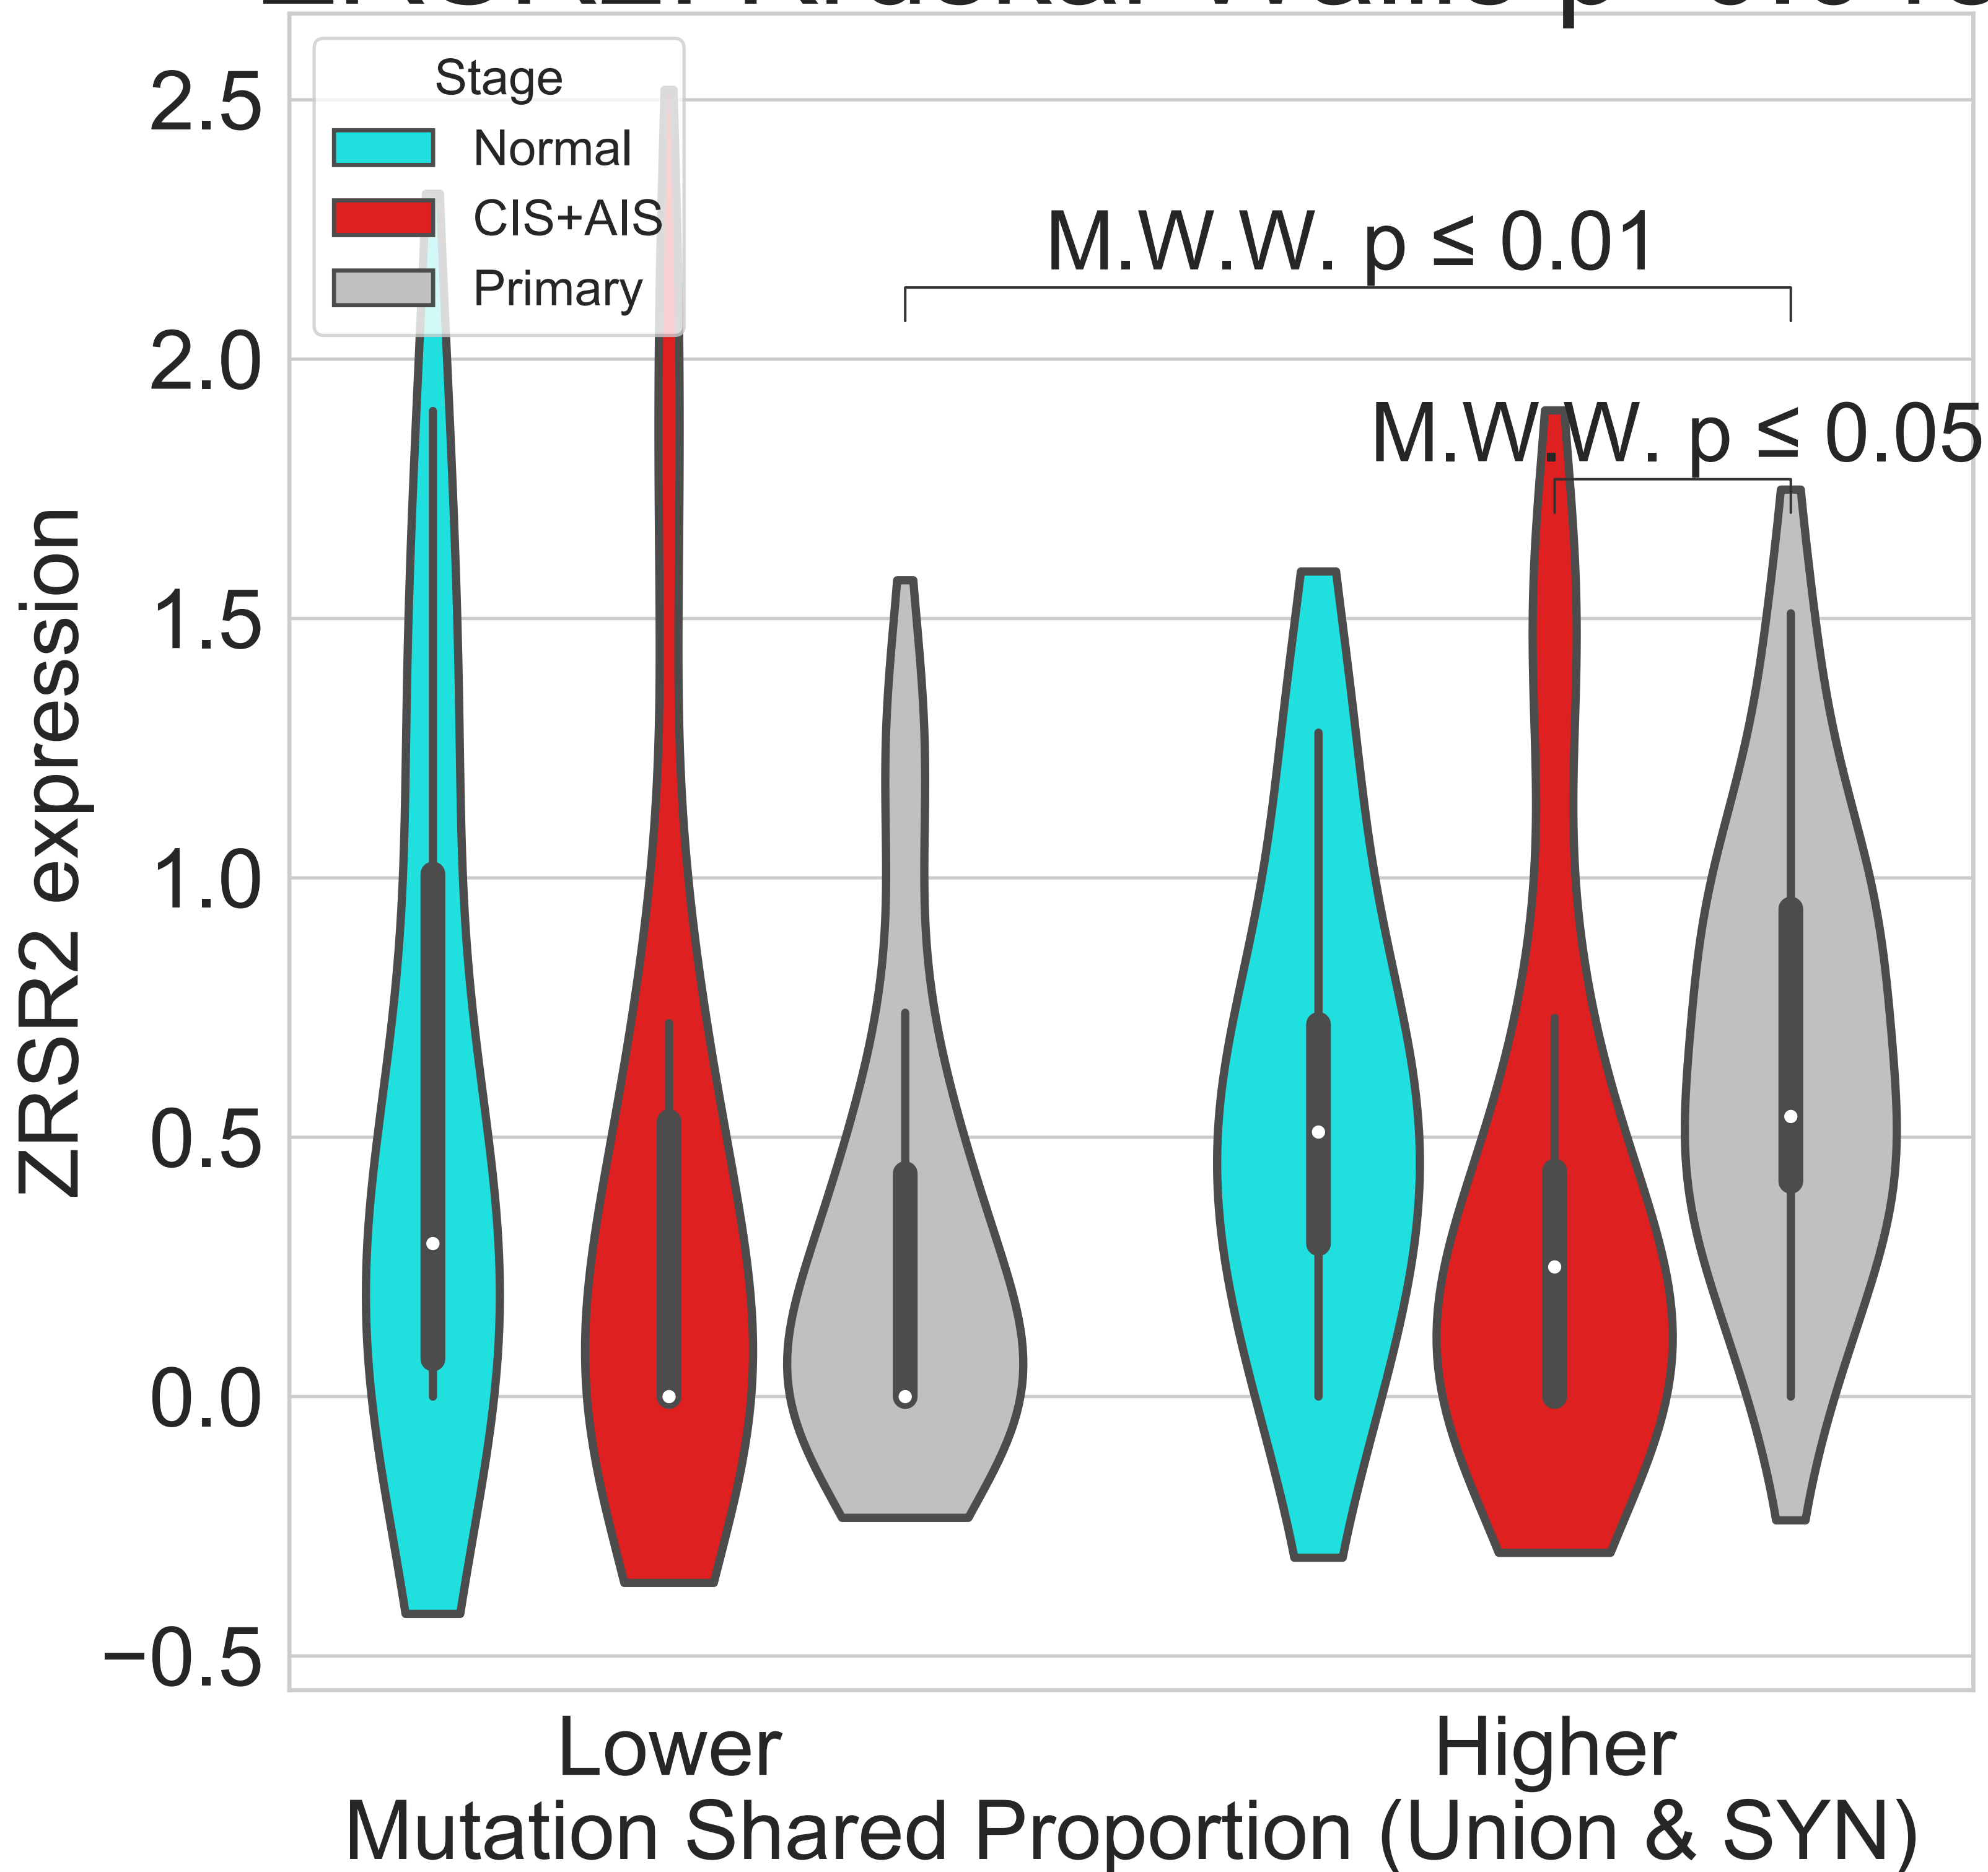 Stage
Normal
CIS+AIS
Primary
M.W.W. p ≤ 0.01
M.W.W. p ≤ 0.05
2.5
2.0
1.5
1.0
0.5
0.0
−0.5
ZRSR2 expression
Lower
Higher
Mutation Shared Proportion (Union & SYN)